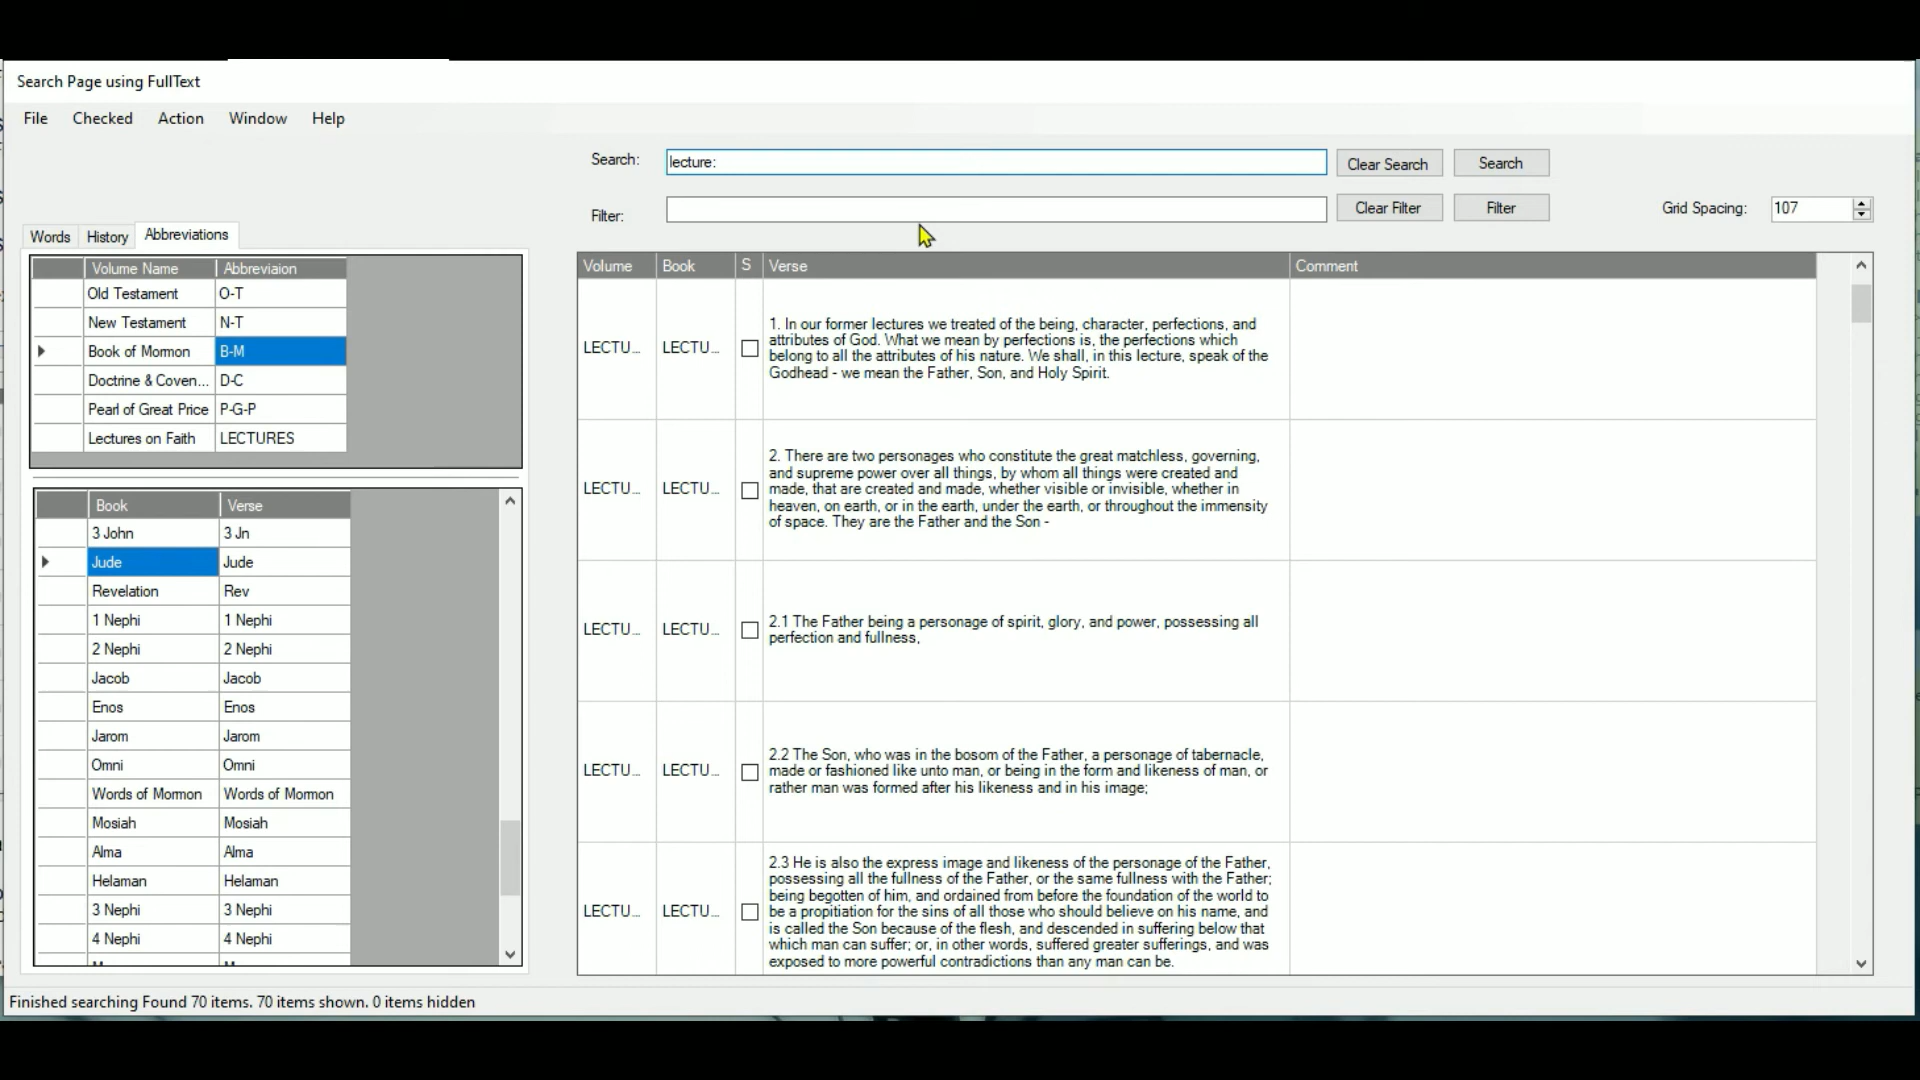 Search Page using FullText
File Checked Action Window Help
Search: lecture: Clear Search Search
Filter: Clear Filter Filter Grid Spacing: 107
Words History Abbreviations
Volume Name Abbreviaion
Old Testament O-T
New Testament N-T
Book of Mormon B-M
Doctrine & Coven... D-C
Pearl of Great Price P-G-P
Lectures on Faith LECTURES
Book Verse
3 John 3 Jn
Jude Jude
Revelation Rev
1 Nephi 1 Nephi
2 Nephi 2 Nephi
Jacob Jacob
Enos Enos
Jarom Jarom
Omni Omni
Words of Mormon Words of Mormon
Mosiah Mosiah
Alma Alma
Helaman Helaman
3 Nephi 3 Nephi
4 Nephi 4 Nephi
Volume Book S Verse Comment
LECTU... LECTU...
1. In our former lectures we treated of the being, character, perfections, and
attributes of God. What we mean by perfections is, the perfections which
belong to all the attributes of his nature. We shall, in this lecture, speak of the
Godhead - we mean the Father, Son, and Holy Spirit.
LECTU... LECTU...
2. There are two personages who constitute the great matchless, governing,
and supreme power over all things, by whom all things were created and
made, that are created and made, whether visible or invisible, whether in
heaven, on earth, or in the earth, under the earth, or throughout the immensity
of space. They are the Father and the Son -
LECTU... LECTU...
2.1 The Father being a personage of spirit, glory, and power, possessing all
perfection and fullness,
LECTU... LECTU...
2.2 The Son, who was in the bosom of the Father, a personage of tabernacle,
made or fashioned like unto man, or being in the form and likeness of man, or
rather man was formed after his likeness and in his image;
LECTU... LECTU...
2.3 He is also the express image and likeness of the personage of the Father,
possessing all the fullness of the Father, or the same fullness with the Father;
being begotten of him, and ordained from before the foundation of the world to
be a propitiation for the sins of all those who should believe on his name, and
is called the Son because of the flesh, and descended in suffering below that
which man can suffer; or, in other words, suffered greater sufferings, and was
exposed to more powerful contradictions than any man can be.
Finished searching Found 70 items. 70 items shown. 0 items hidden